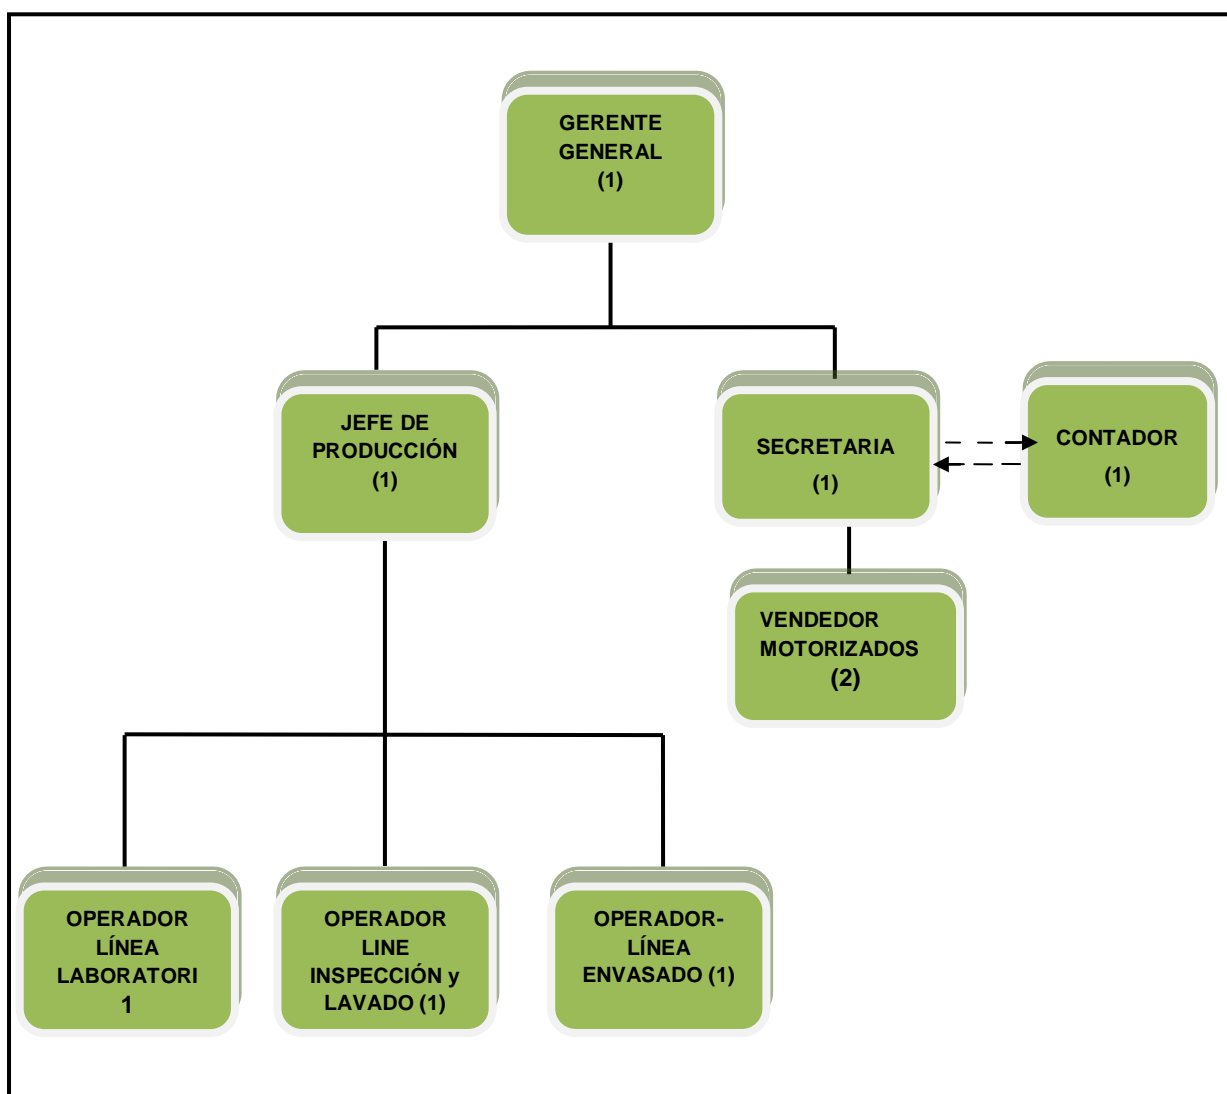 GERENTE
GENERAL
(1)
JEFE DE
PRODUCCIÓN
(1)
SECRETARIA
(1)
CONTADOR
(1)
VENDEDOR
MOTORIZADOS
(2)
OPERADOR
LÍNEA
LABORATORI
1
OPERADOR
LINE
INSPECCIÓN y
LAVADO (1)
OPERADOR-
LÍNEA
ENVASADO (1)